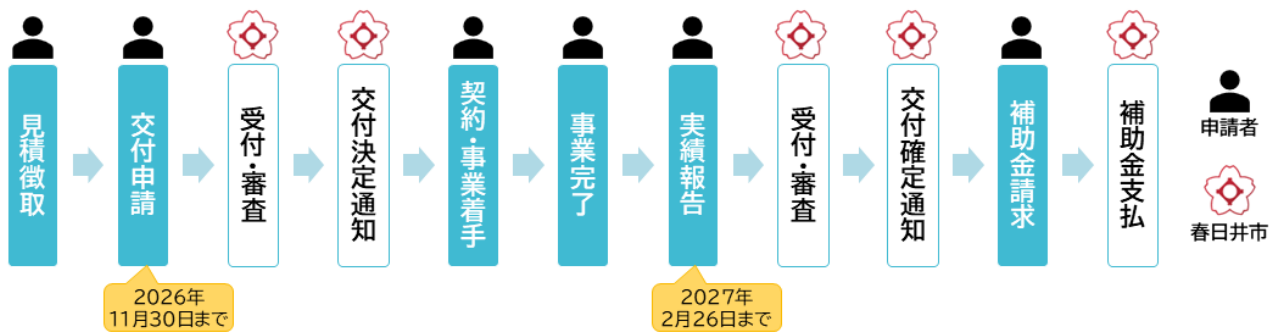 見積徴取
交付申請
受付・審査
交付決定通知
契約・事業着手
事業完了
実績報告
受付・審査
交付確定通知
補助金請求
補助金支払
申請者
春日井市
2026年
11月30日まで
2027年
2月26日まで